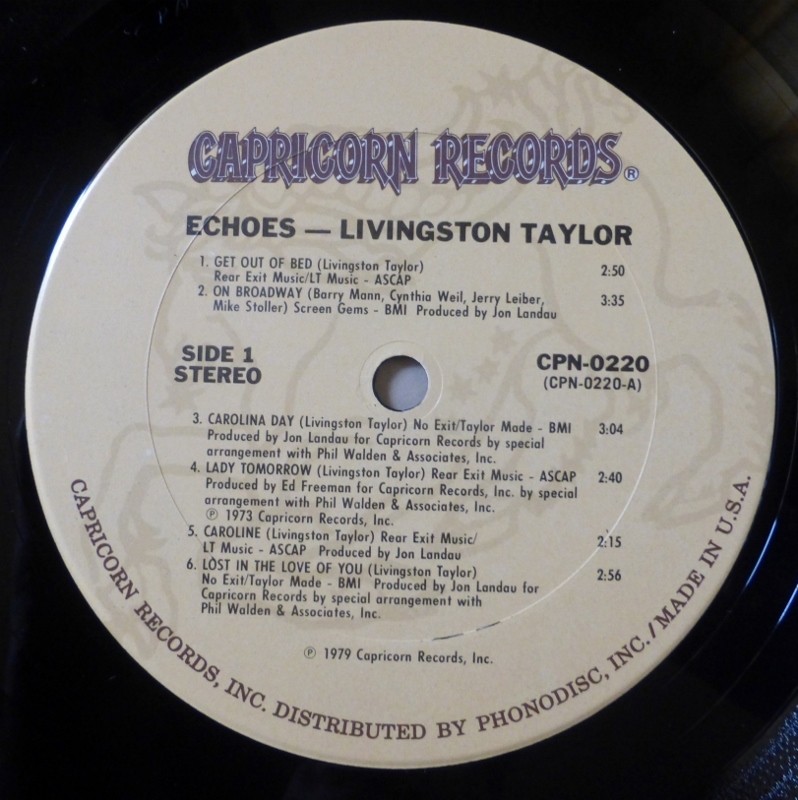 CAPRICORN RECORDS®
ECHOES — LIVINGSTON TAYLOR
1. GET OUT OF BED (Livingston Taylor) 2:50
Rear Exit Music/LT Music - ASCAP
2. ON BROADWAY (Barry Mann, Cynthia Weil, Jerry Leiber, 3:35
Mike Stoller) Screen Gems - BMI Produced by Jon Landau
SIDE 1
STEREO
CPN-0220
(CPN-0220-A)
3. CAROLINA DAY (Livingston Taylor) No Exit/Taylor Made - BMI 3:04
Produced by Jon Landau for Capricorn Records by special
arrangement with Phil Walden & Associates, Inc.
4. LADY TOMORROW (Livingston Taylor) Rear Exit Music - ASCAP 2:40
Produced by Ed Freeman for Capricorn Records, Inc. by special
arrangement with Phil Walden & Associates, Inc.
℗ 1973 Capricorn Records, Inc.
5. CAROLINE (Livingston Taylor) Rear Exit Music/
LT Music - ASCAP Produced by Jon Landau 2:15
6. LOST IN THE LOVE OF YOU (Livingston Taylor) 2:56
No Exit/Taylor Made - BMI Produced by Jon Landau for
Capricorn Records by special arrangement with
Phil Walden & Associates, Inc.
℗ 1979 Capricorn Records, Inc.
CAPRICORN RECORDS, INC. DISTRIBUTED BY PHONODISC, INC./MADE IN U.S.A.